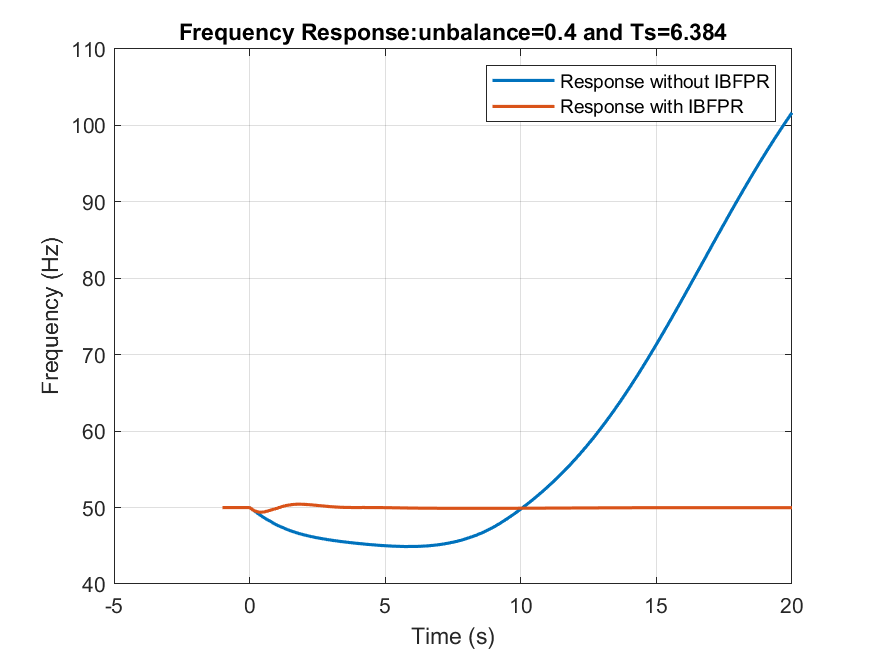 Frequency Response:unbalance=0.4 and Ts=6.384
Response without IBFPR
Response with IBFPR
Frequency (Hz)
110
100
90
80
70
60
50
40
-5
0
5
10
15
20
Time (s)